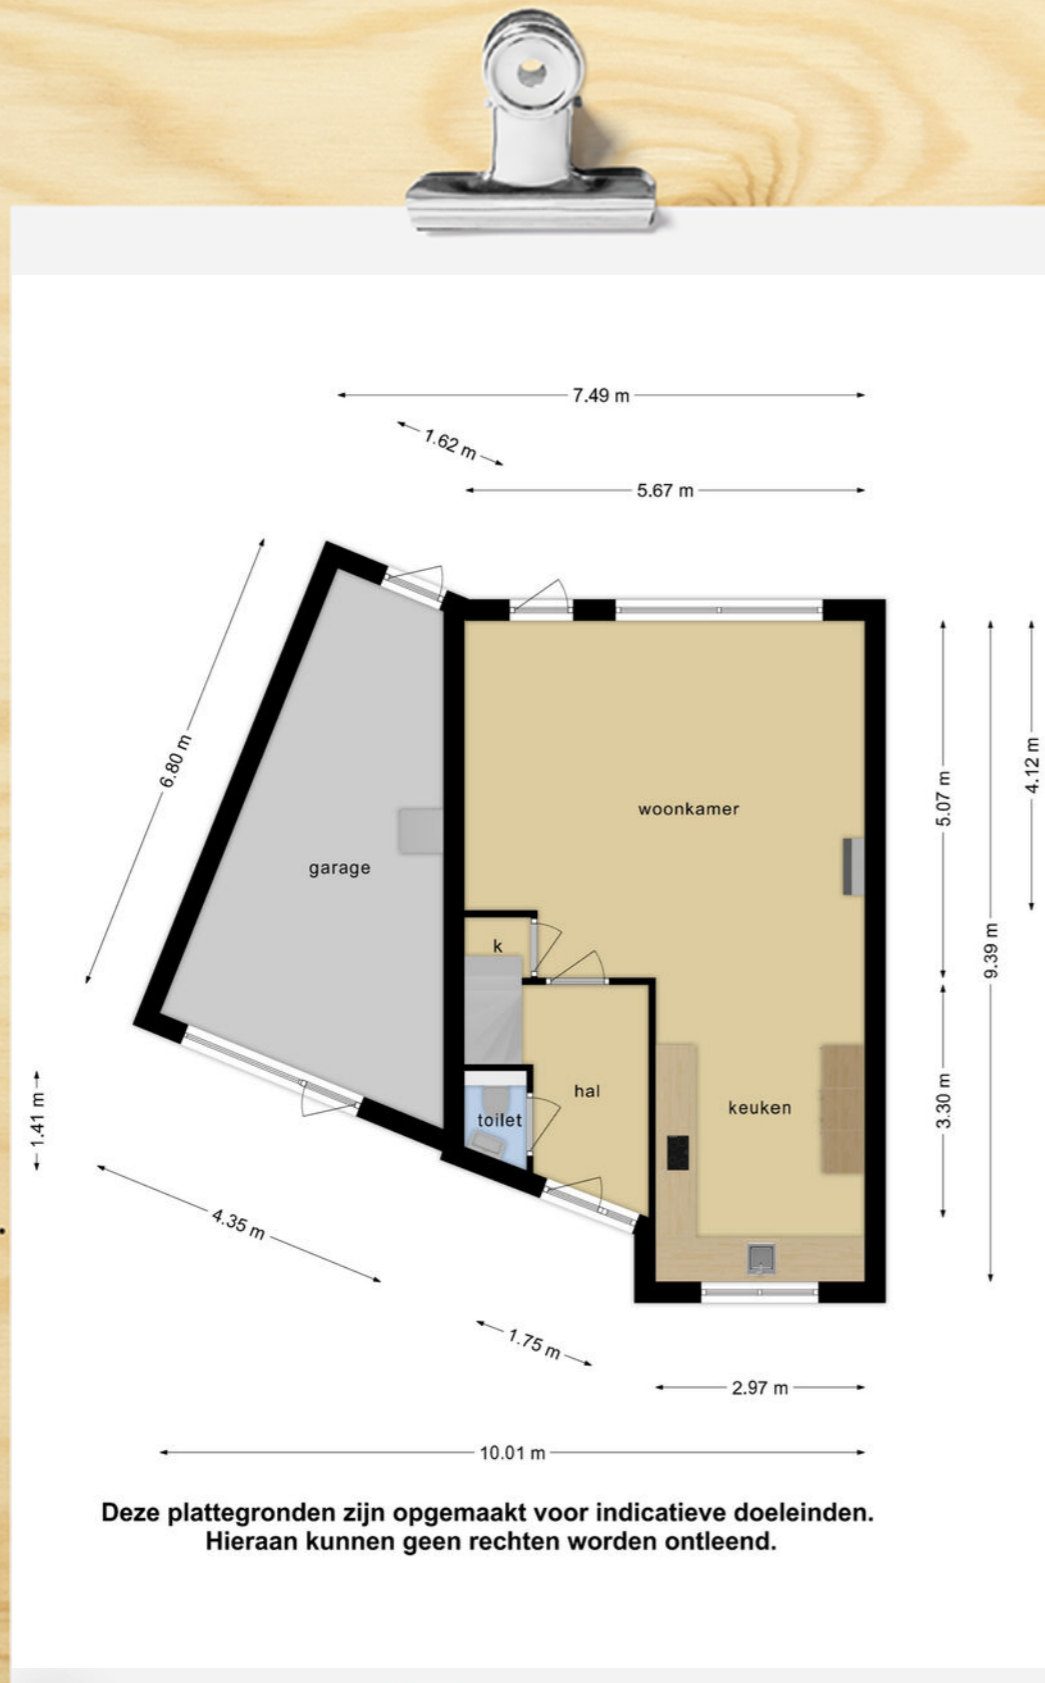 7.49 m
1.62 m
5.67 m
6.80 m
5.07 m
9.39 m
4.12 m
woonkamer
garage
k
hal
toilet
keuken
3.30 m
1.41 m
4.35 m
1.75 m
2.97 m
10.01 m
Deze plattegronden zijn opgemaakt voor indicatieve doeleinden.
Hieraan kunnen geen rechten worden ontleend.